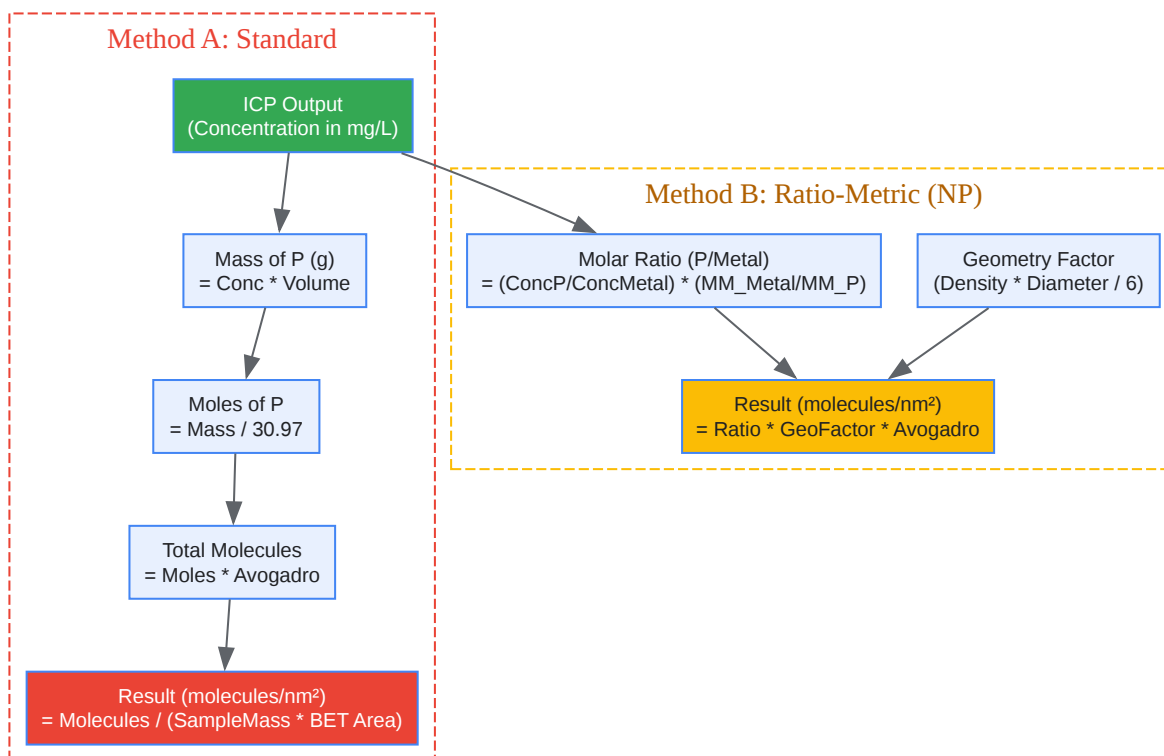 Method A: Standard
ICP Output
(Concentration in mg/L)
Mass of P (g)
= Conc * Volume
Moles of P
= Mass / 30.97
Total Molecules
= Moles * Avogadro
Result (molecules/nm²)
= Molecules / (SampleMass * BET Area)
Method B: Ratio-Metric (NP)
Molar Ratio (P/Metal)
= (ConcP/ConcMetal) * (MM_Metal/MM_P)
Geometry Factor
(Density * Diameter / 6)
Result (molecules/nm²)
= Ratio * GeoFactor * Avogadro